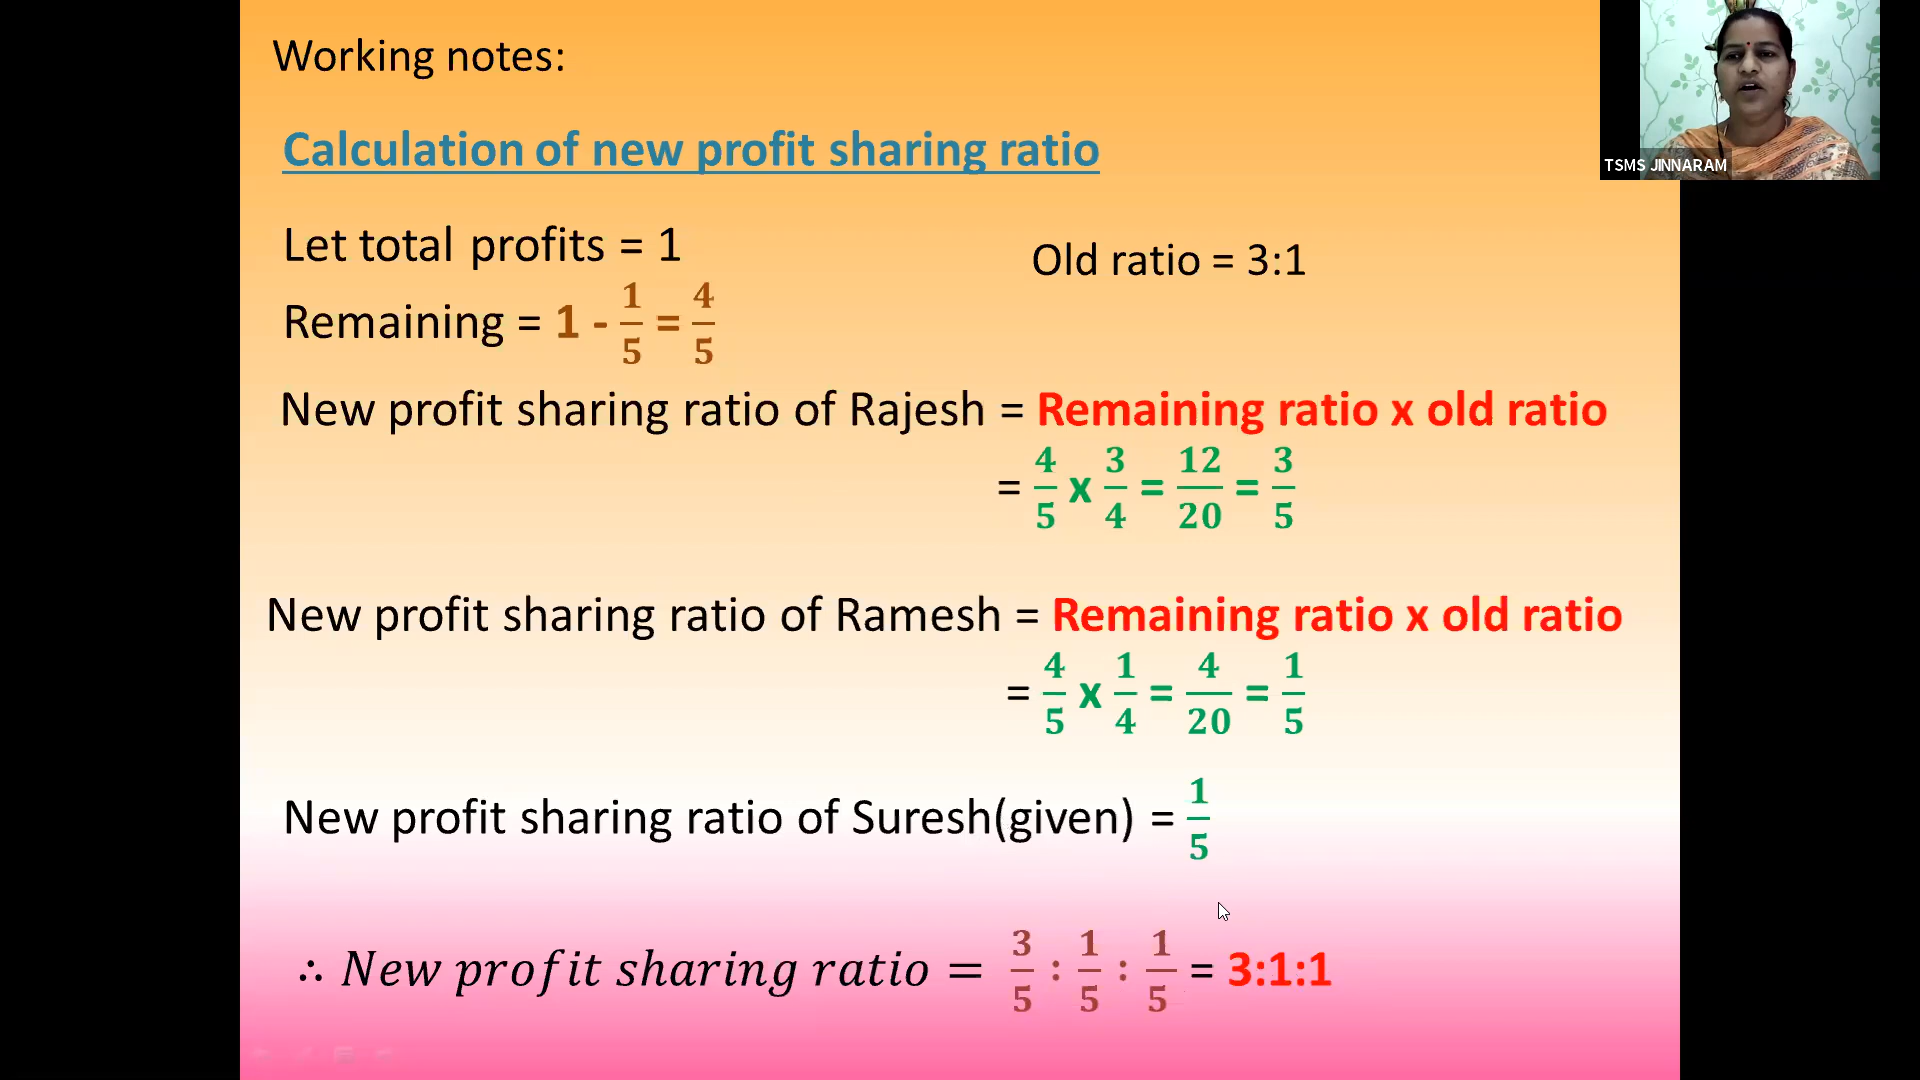 Working notes:
TSMS JINNARAM
Calculation of new profit sharing ratio
Let total profits = 1
Old ratio = 3:1
Remaining = 1 - 1/5 = 4/5
New profit sharing ratio of Rajesh = Remaining ratio x old ratio
= 4/5 x 3/4 = 12/20 = 3/5
New profit sharing ratio of Ramesh = Remaining ratio x old ratio
= 4/5 x 1/4 = 4/20 = 1/5
New profit sharing ratio of Suresh(given) = 1/5
∴ New profit sharing ratio = 3/5 : 1/5 : 1/5 = 3:1:1